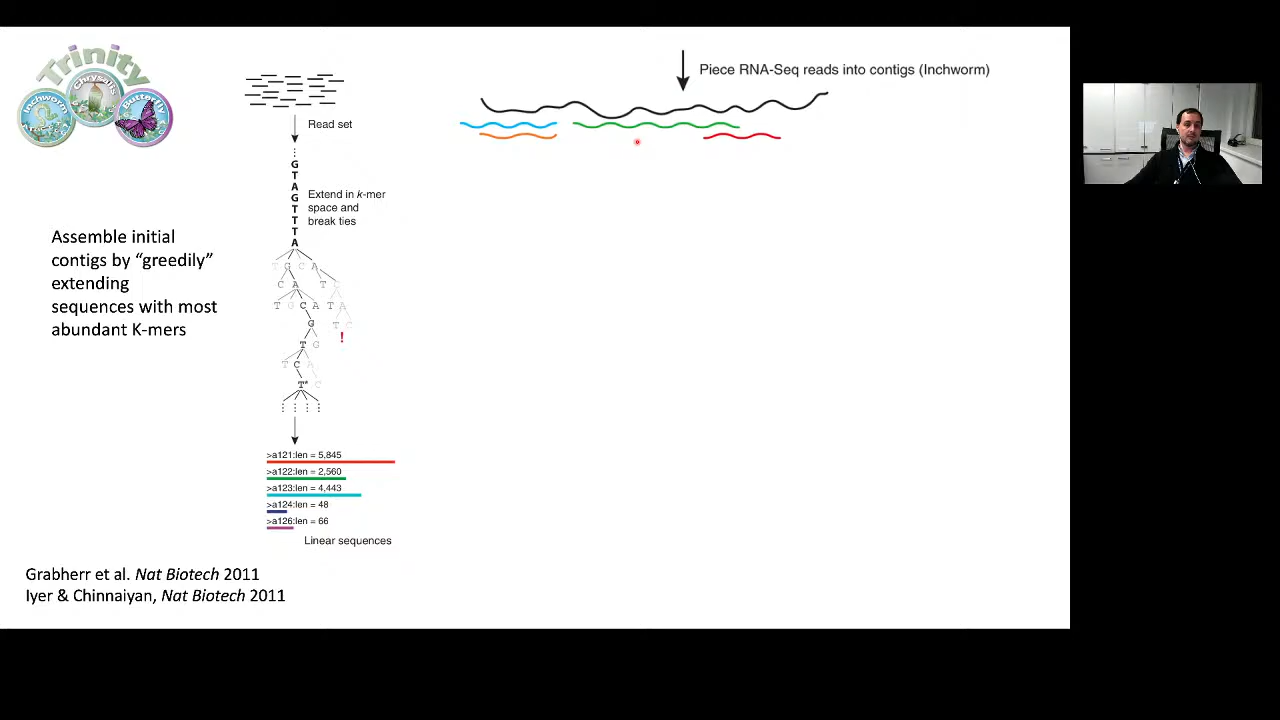 Trinity
Inchworm
Chrysalis
Butterfly
Read set
G
T
A
G
T
T
T
A
Extend in k-mer
space and
break ties
T G C A
C A T C
T G C A T A
G T C
!
T G
T C A
T* C
>a121:len = 5,845
>a122:len = 2,560
>a123:len = 4,443
>a124:len = 48
>a126:len = 66
Linear sequences
Piece RNA-Seq reads into contigs (Inchworm)
Assemble initial
contigs by “greedily”
extending
sequences with most
abundant K-mers
Grabherr et al. Nat Biotech 2011
Iyer & Chinnaiyan, Nat Biotech 2011